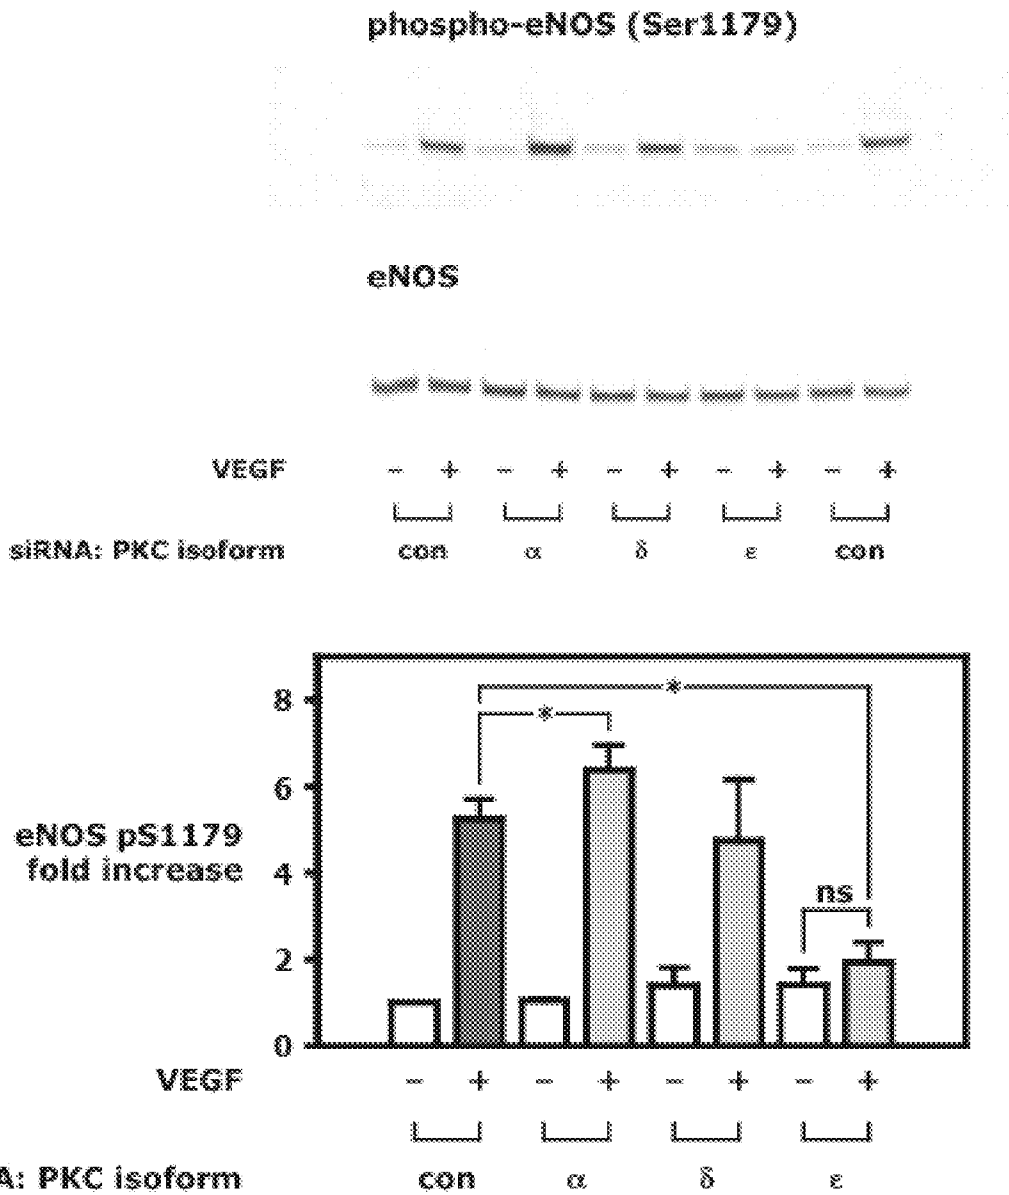 phospho-eNOS (Ser1179)
eNOS
VEGF - + - + - + - + - +
siRNA: PKC isoform con α δ ε con
8
*
*
6
eNOS pS1179
fold increase
4
ns
2
0
VEGF - + - + - + - +
A: PKC isoform con α δ ε